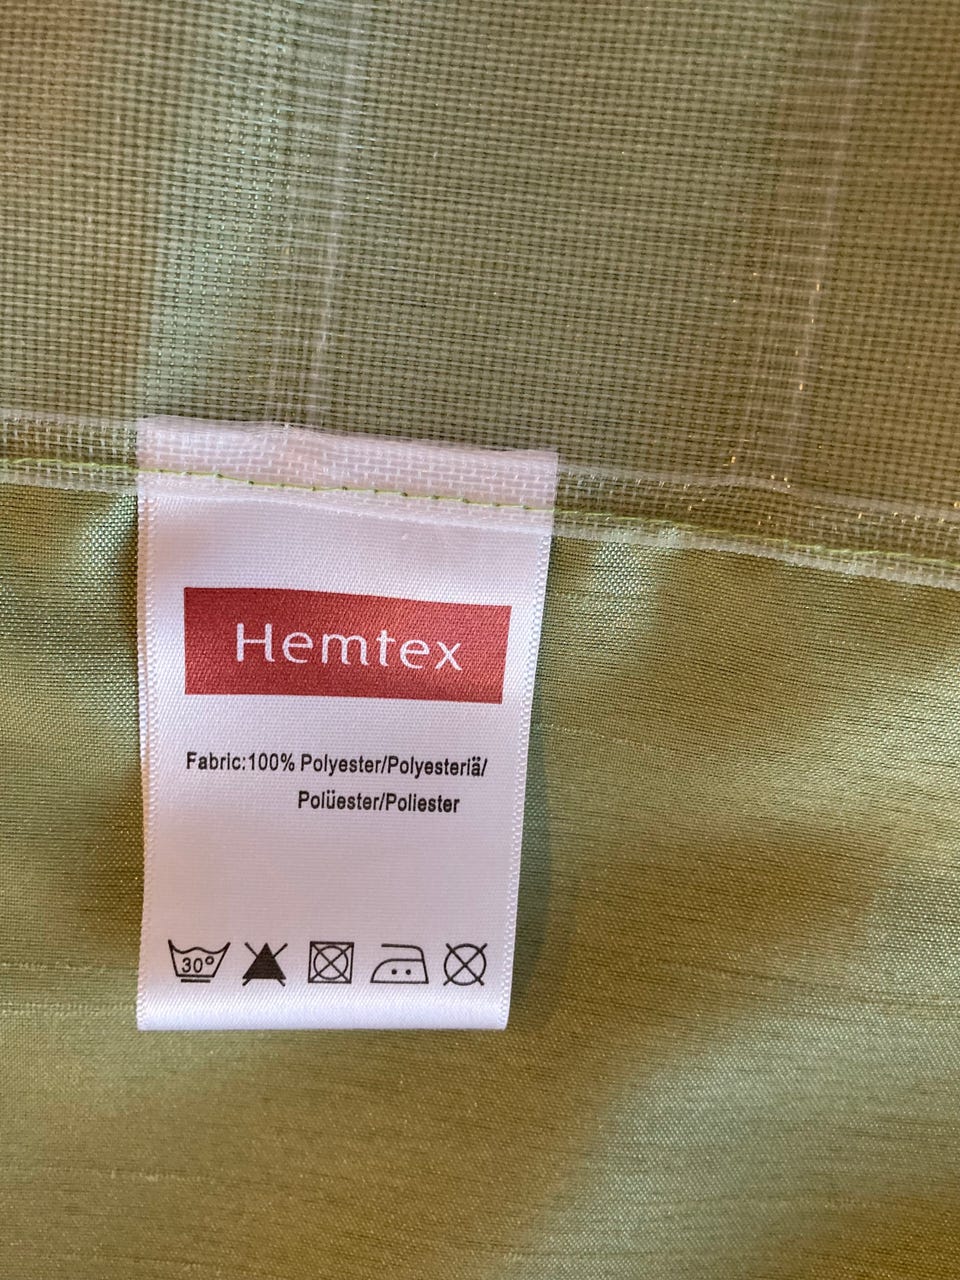 Hemtex
Fabric:100% Polyester/Polyesteriä/
Polüester/Poliester
30°